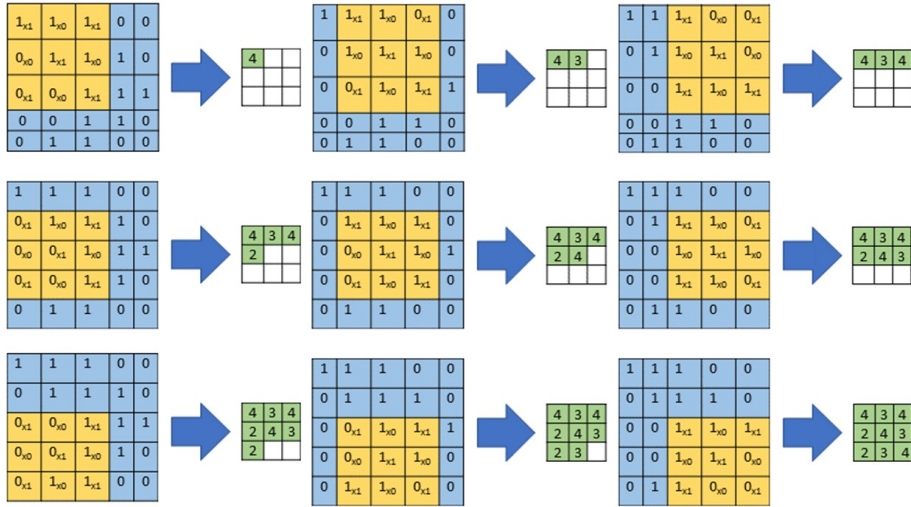 1x1 1x0 1x1 0 0
0x0 1x1 1x0 1 0
0x1 0x0 1x1 1 1
0 0 1 1 0
0 1 1 0 0
4
1 1x1 1x0 0x1 0
0 1x0 1x1 1x0 0
0 0x1 1x0 1x1 1
0 0 1 1 0
0 1 1 0 0
4 3
1 1 1x1 0x0 0x1
0 1 1x0 1x1 0x0
0 0 1x1 1x0 1x1
0 0 1 1 0
0 1 1 0 0
4 3 4
1 1 1 0 0
0x1 1x0 1x1 1 0
0x0 0x1 1x0 1 1
0x1 0x0 1x1 1 0
0 1 1 0 0
4 3 4
2
1 1 1 0 0
0 1x1 1x0 1x1 0
0 0x0 1x1 1x0 1
0 0x1 1x0 1x1 0
0 1 1 0 0
4 3 4
2 4
1 1 1 0 0
0 1 1x1 1x0 0x1
0 0 1x0 1x1 1x0
0 0 1x1 1x0 0x1
0 1 1 0 0
4 3 4
2 4 3
1 1 1 0 0
0 1 1 1 0
0x1 0x0 1x1 1 1
0x0 0x1 1x0 1 0
0x1 1x0 1x1 0 0
4 3 4
2 4 3
2
1 1 1 0 0
0 1 1 1 0
0 0x1 1x0 1x1 1
0 0x0 1x1 1x0 0
0 1x1 1x0 0x1 0
4 3 4
2 4 3
2 3
1 1 1 0 0
0 1 1 1 0
0 0 1x1 1x0 1x1
0 0 1x0 1x1 0x0
0 1 1x1 0x0 0x1
4 3 4
2 4 3
2 3 4